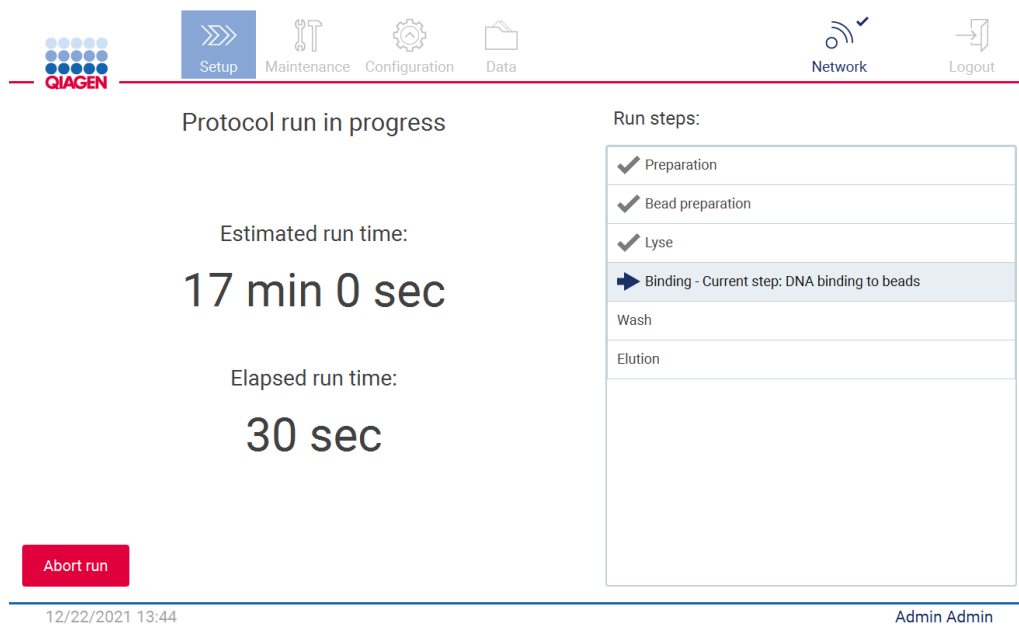 QIAGEN
Setup
Maintenance
Configuration
Data
Network
Logout
Protocol run in progress
Estimated run time:
17 min 0 sec
Elapsed run time:
30 sec
Abort run
Run steps:
Preparation
Bead preparation
Lyse
Binding - Current step: DNA binding to beads
Wash
Elution
12/22/2021 13:44
Admin Admin